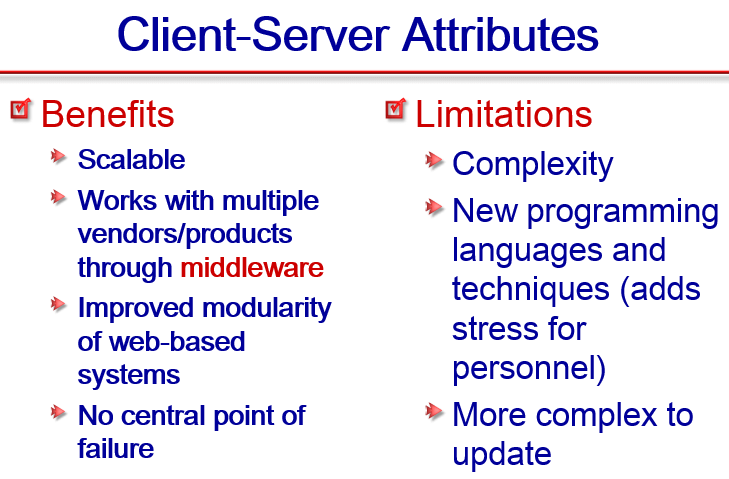 Client-Server Attributes
Benefits
Scalable
Works with multiple
vendors/products
through middleware
Improved modularity
of web-based
systems
No central point of
failure
Limitations
Complexity
New programming
languages and
techniques (adds
stress for
personnel)
More complex to
update